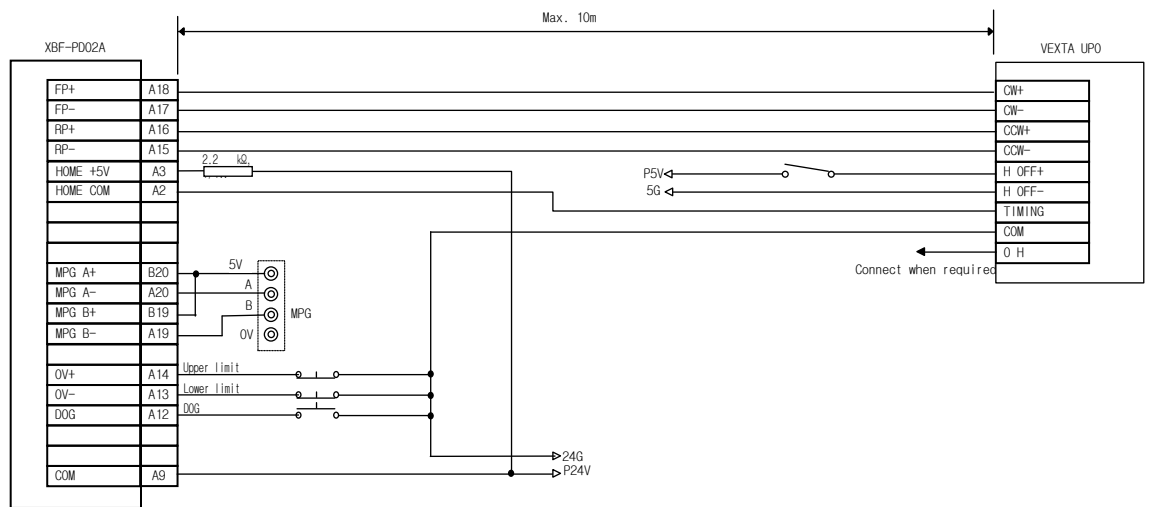 Max. 10m
XBF-PD02A
VEXTA UPO
FP+ A18 CW+
FP- A17 CW-
RP+ A16 CCW+
RP- A15 CCW-
HOME +5V A3 2.2 kΩ, P5V H OFF+
HOME COM A2 5G H OFF-
TIMING
COM
O H
Connect when required
MPG A+ B20 5V
MPG A- A20 A
MPG B+ B19 B MPG
MPG B- A19 0V
OV+ A14 Upper limit
OV- A13 Lower limit
DOG A12 DOG
24G
COM A9 P24V